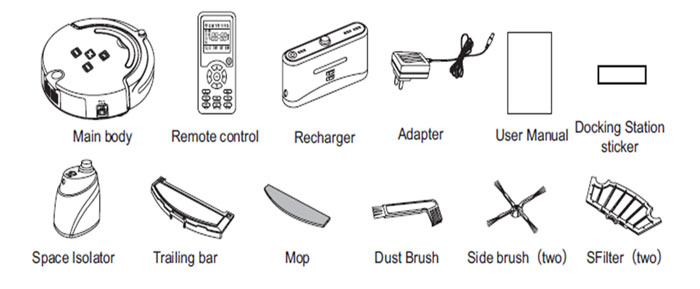 Main body
Remote control
Recharger
Adapter
User Manual
Docking Station
sticker
Space Isolator
Trailing bar
Mop
Dust Brush
Side brush（two）
SFilter（two）